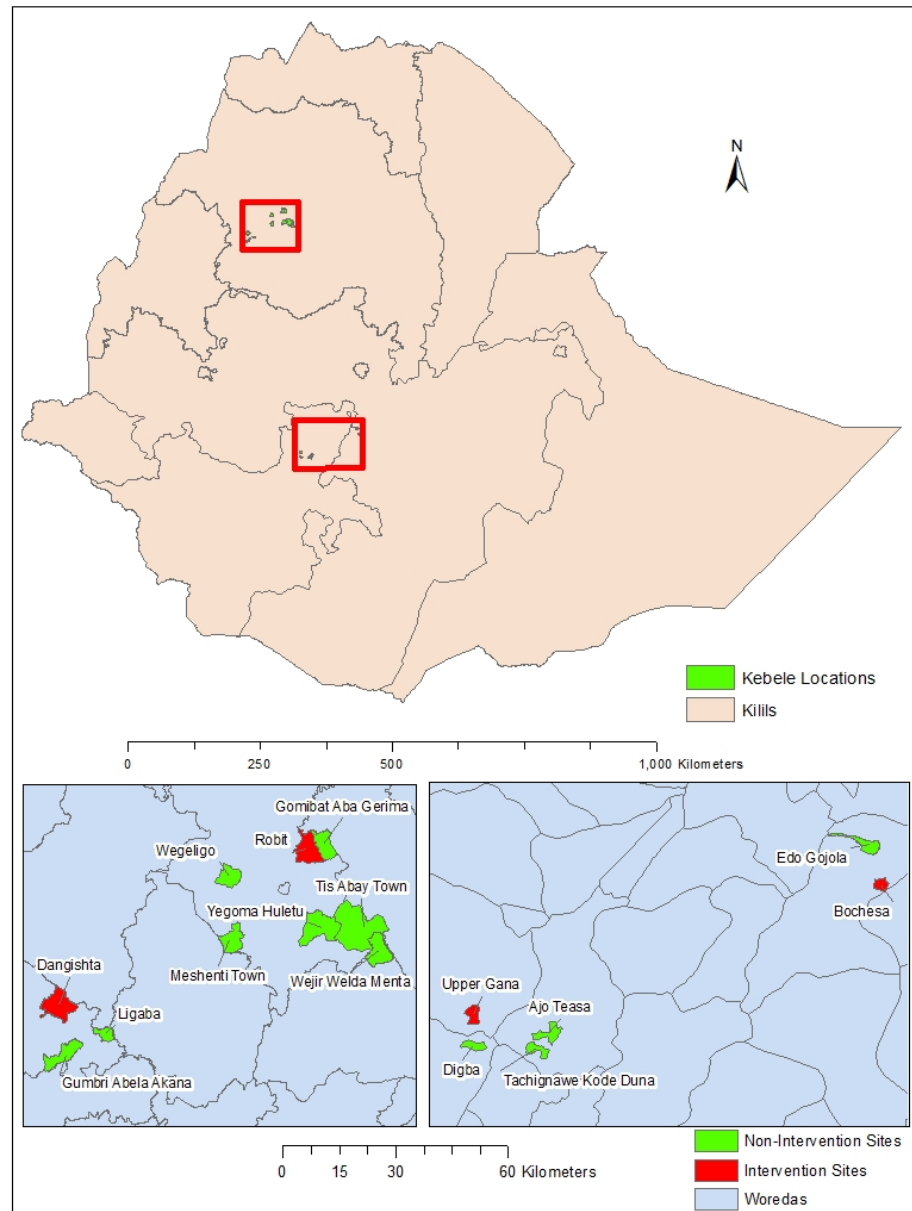 N
Kebele Locations
Kilils
0 250 500 1,000 Kilometers
Gomibat Aba Gerima
Robit
Wegeligo
Tis Abay Town
Yegoma Huletu
Meshenti Town
Wejir Welda Menta
Dangishta
Ligaba
Gumbri Abela Akana
Edo Gojola
Bochesa
Upper Gana
Ajo Teasa
Digba
Tachignawe Kode Duna
0 15 30 60 Kilometers
Non-Intervention Sites
Intervention Sites
Woredas